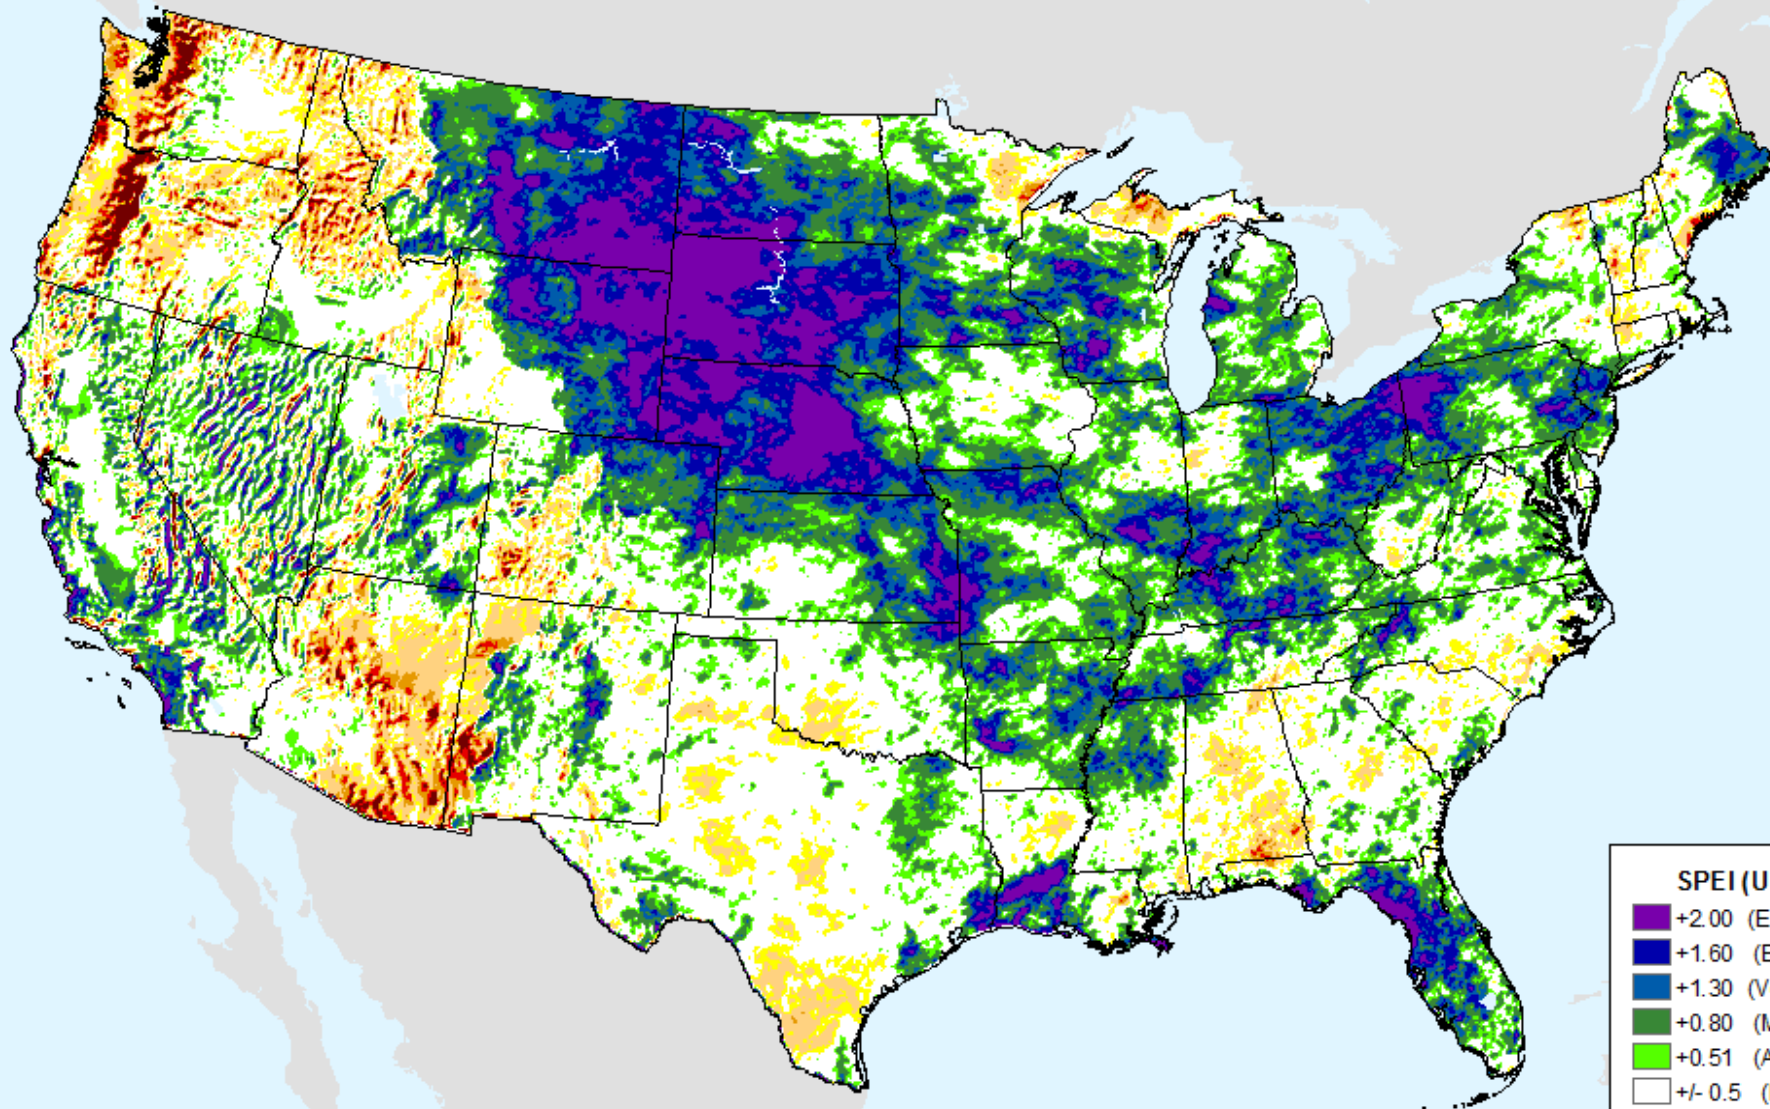 SPEI (U
+2.00 (E
+1.60 (E
+1.30 (V
+0.80 (M
+0.51 (A
+/- 0.5 (